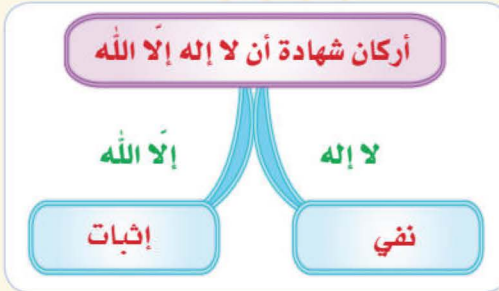 أركان شهادة أن لا إله إلّا الله
لا إله
إلّا الله
نفي
إثبات